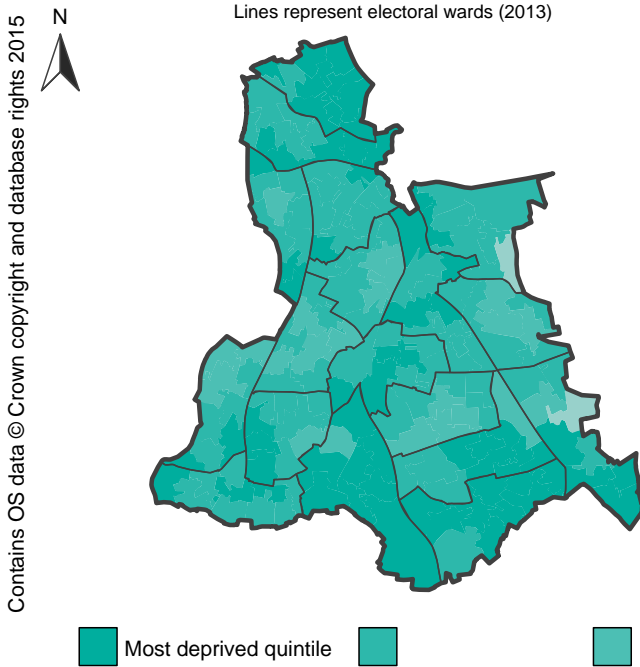 Lines represent electoral wards (2013)
N
Contains OS data © Crown copyright and database rights 2015
Most deprived quintile